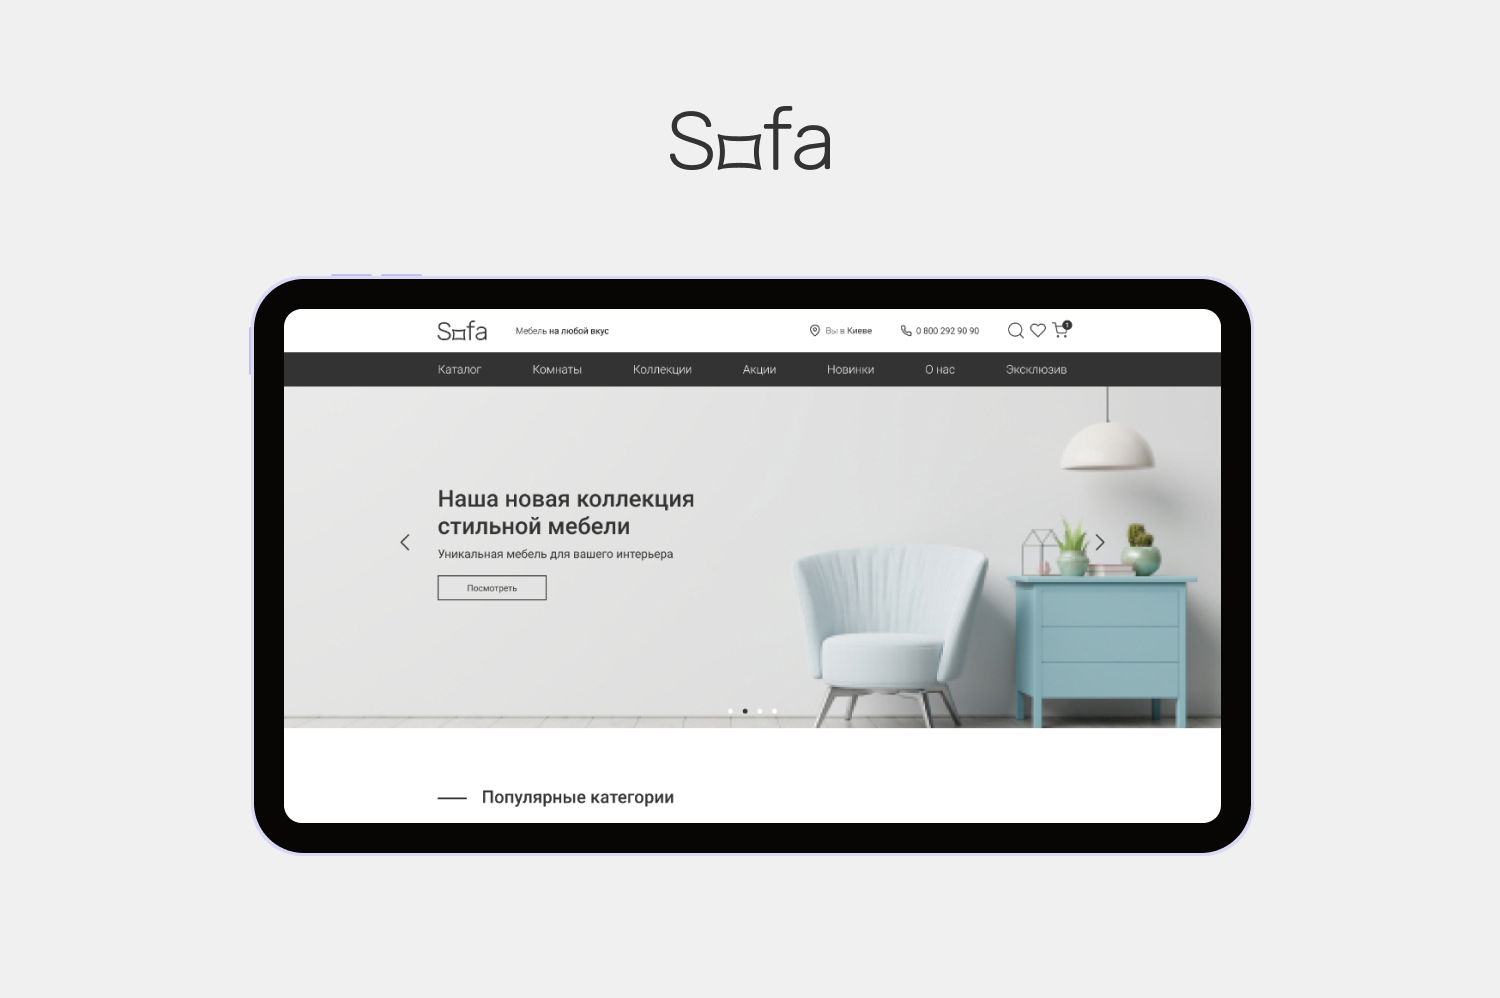 Sofa
Sofa
Мебель на любой вкус
Вы в Киеве
0 800 292 90 90
1
Каталог
Комнаты
Коллекции
Акции
Новинки
О нас
Эксклюзив
Наша новая коллекция
стильной мебели
Уникальная мебель для вашего интерьера
Посмотреть
Популярные категории